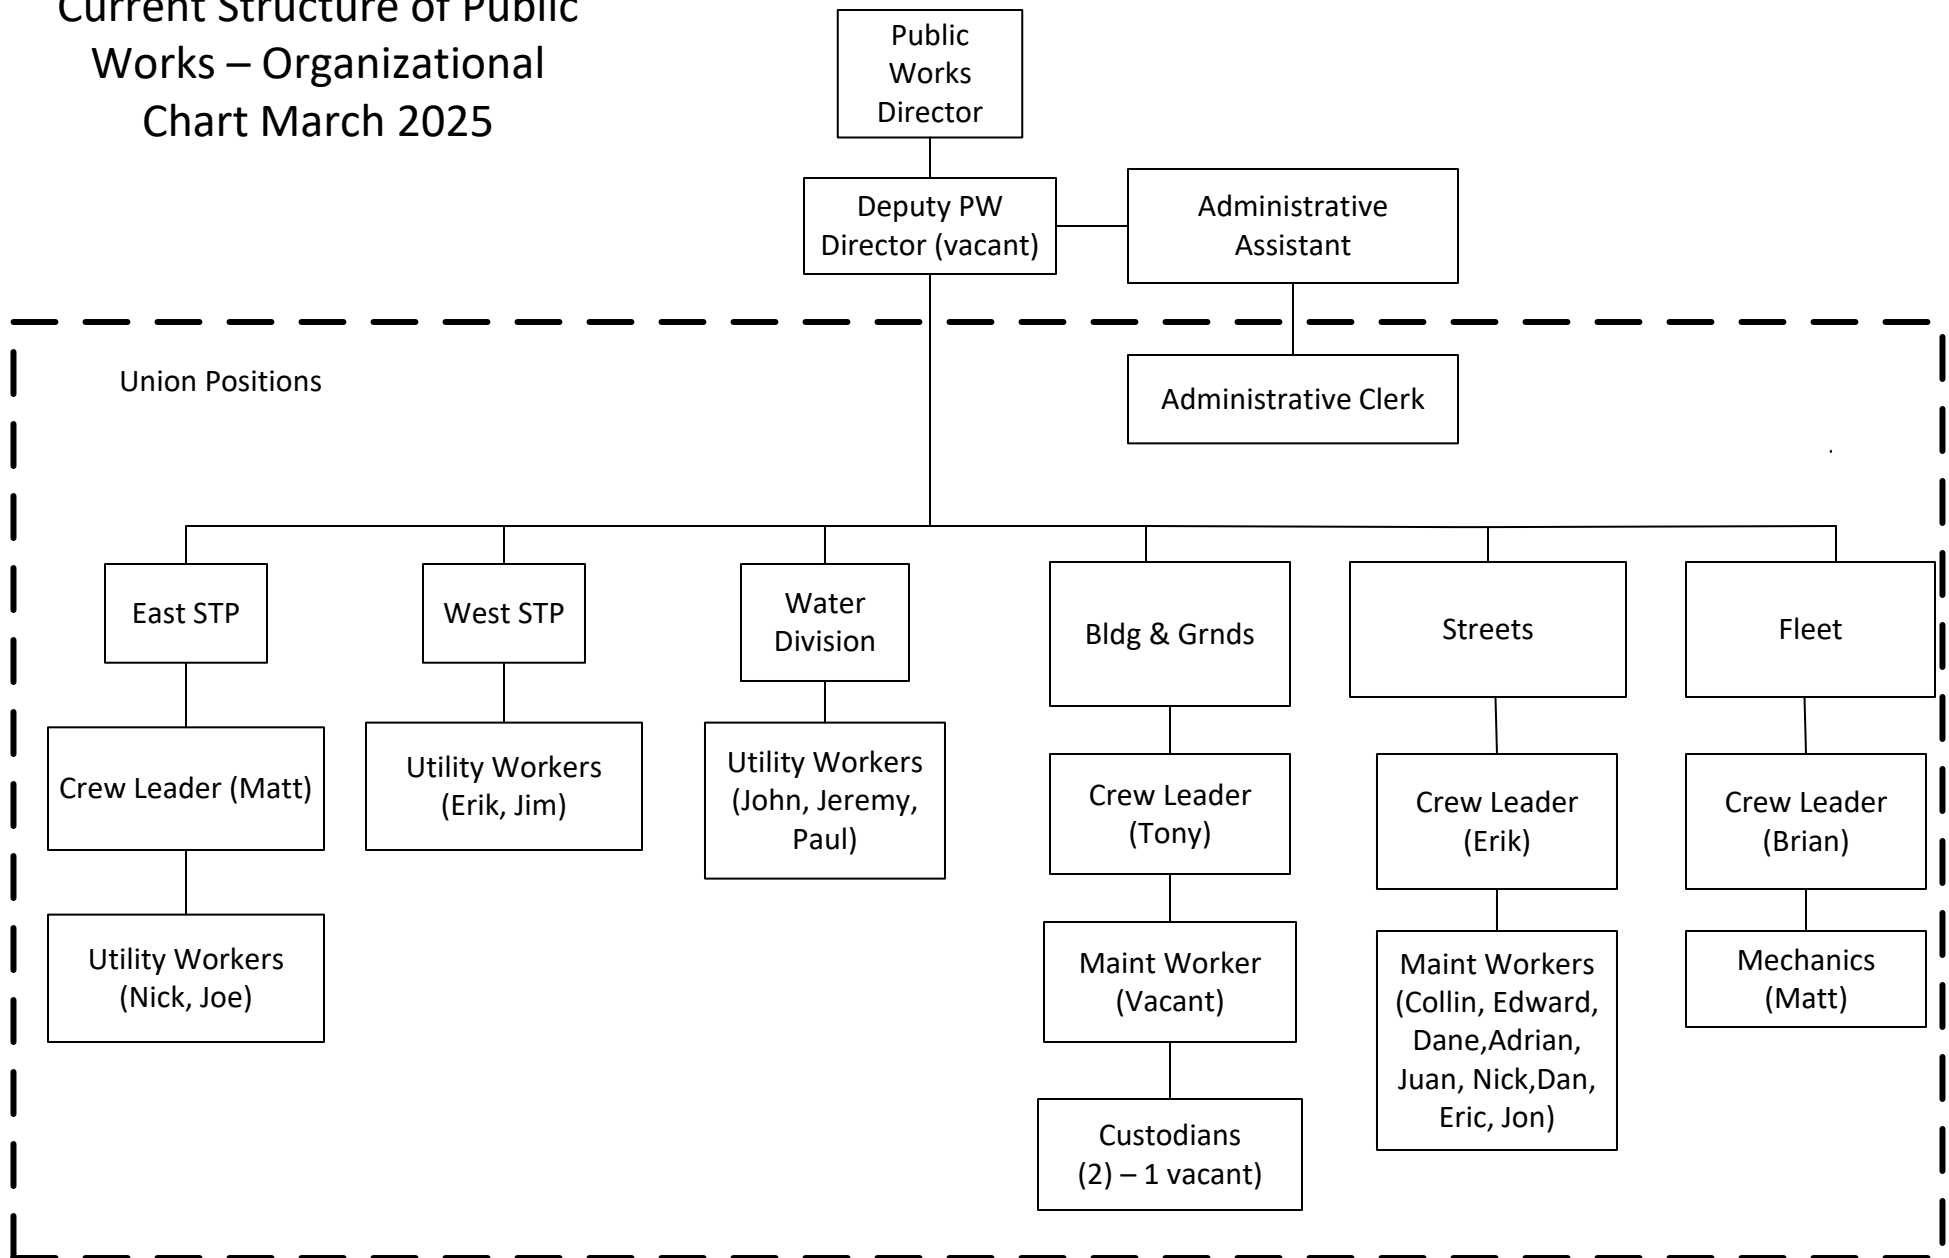 Current Structure of Public
Works – Organizational
Chart March 2025
Public
Works
Director
Deputy PW
Director (vacant)
Administrative
Assistant
Union Positions
Administrative Clerk
East STP
West STP
Water
Division
Bldg & Grnds
Streets
Fleet
Crew Leader (Matt)
Utility Workers
(Erik, Jim)
Utility Workers
(John, Jeremy,
Paul)
Crew Leader
(Tony)
Crew Leader
(Erik)
Crew Leader
(Brian)
Utility Workers
(Nick, Joe)
Maint Worker
(Vacant)
Maint Workers
(Collin, Edward,
Dane,Adrian,
Juan, Nick,Dan,
Eric, Jon)
Mechanics
(Matt)
Custodians
(2) – 1 vacant)